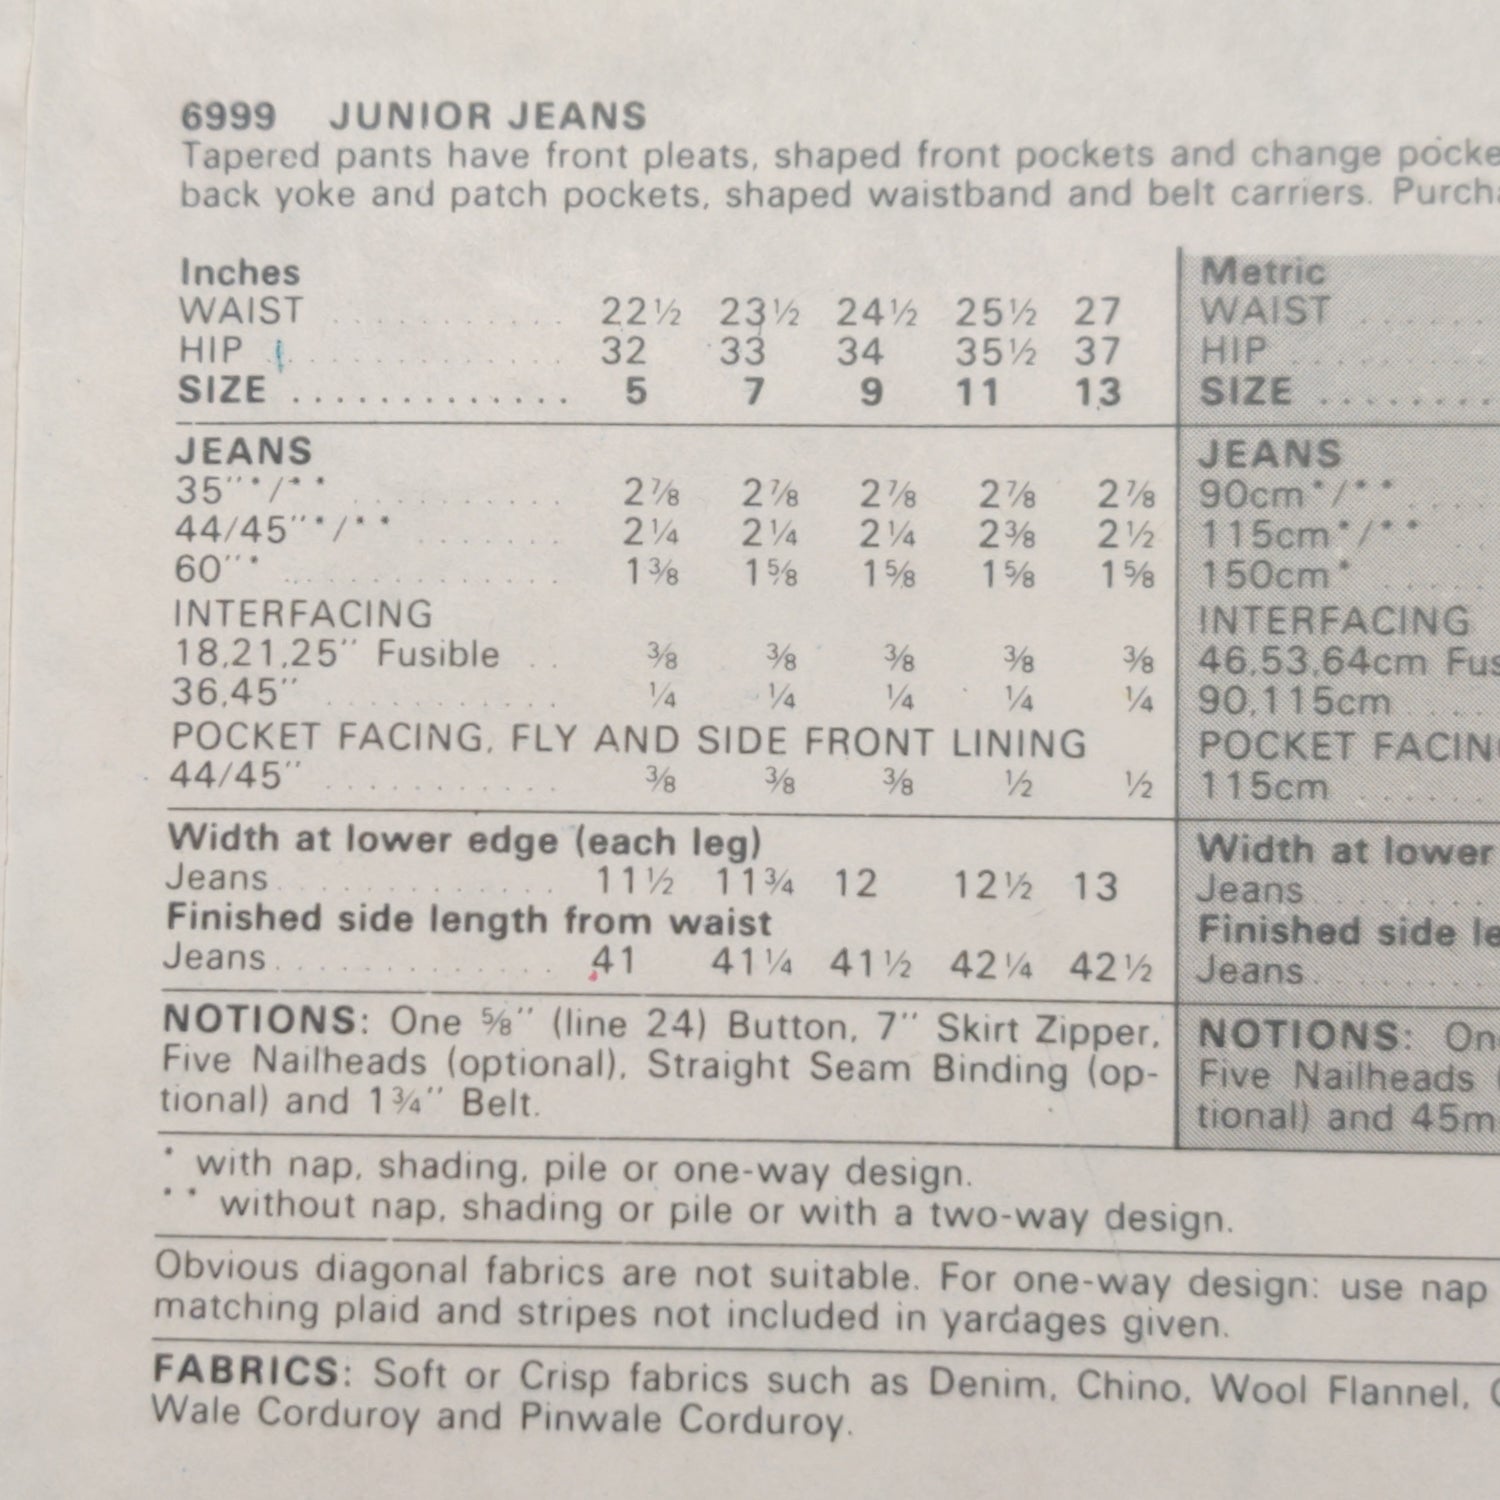 6999 JUNIOR JEANS
Tapered pants have front pleats, shaped front pockets and change
back yoke and patch pockets, shaped waistband and belt carriers.
Inches
WAIST . . . . . . . . . . . 22½ 23½ 24½ 25½ 27
HIP . . . . . . . . . . . . 32 33 34 35½ 37
SIZE . . . . . . . . . . . . . 5 7 9 11 13
JEANS
35"*/** . . . . . . . . . . 2⅞ 2⅞ 2⅞ 2⅞ 2⅞
44/45"*/** . . . . . . . 2¼ 2¼ 2¼ 2⅜ 2½
60"* . . . . . . . . . . . . . 1⅜ 1⅝ 1⅝ 1⅝ 1⅝
INTERFACING
18,21,25" Fusible . . ⅜ ⅜ ⅜ ⅜ ⅜
36,45" . . . . . . . . . . . ¼ ¼ ¼ ¼ ¼
POCKET FACING, FLY AND SIDE FRONT LINING
44/45" . . . . . . . . . . . ⅜ ⅜ ⅜ ½ ½
Width at lower edge (each leg)
Jeans . . . . . . . . . . . . . 11½ 11¾ 12 12½ 13
Finished side length from waist
Jeans . . . . . . . . . . . . . 41 41¼ 41½ 42¼ 42½
NOTIONS: One ⅝" (line 24) Button, 7" Skirt Zipper,
Five Nailheads (optional), Straight Seam Binding (op-
tional) and 1¾" Belt.
Metric
WAIST . . . . . .
HIP . . . . . . . .
SIZE . . . . . . . .
JEANS
90cm*/** . . . .
115cm*/** . .
150cm* . . . . .
INTERFACING
46,53,64cm
90,115cm . . . .
POCKET
115cm . . . . . .
Width at lower
Jeans . . . . . . . .
Finished side
Jeans . . . . . . . .
NOTIONS:
Five Nailheads
tional) and
* with nap, shading, pile or one-way design.
** without nap, shading or pile or with a two-way design.
Obvious diagonal fabrics are not suitable. For one-way design: use nap
matching plaid and stripes not included in yardages given.
FABRICS: Soft or Crisp fabrics such as Denim, Chino, Wool Flannel,
Wale Corduroy and Pinwale Corduroy.